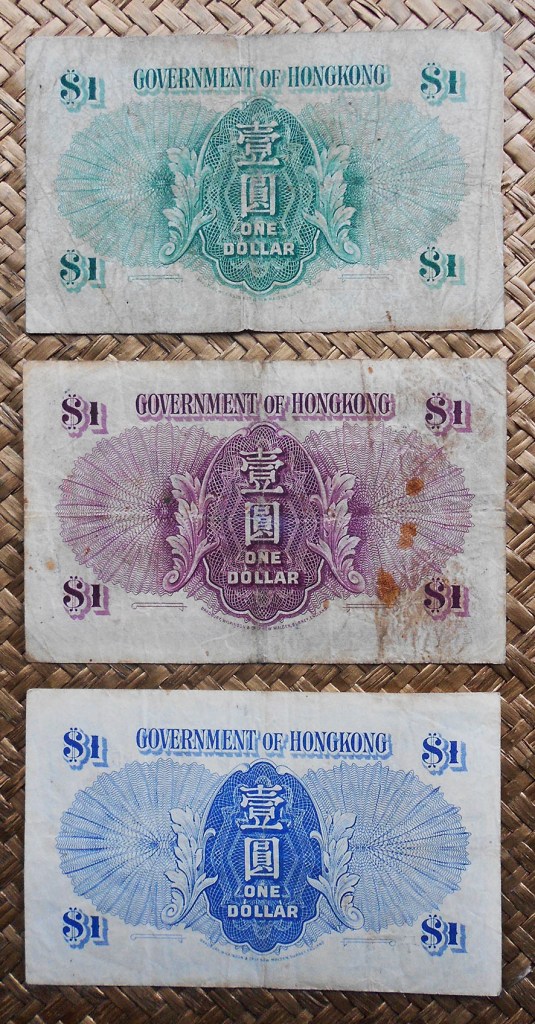 $1 GOVERNMENT OF HONGKONG $1
壹
圓
ONE
DOLLAR
$1 $1
$1 GOVERNMENT OF HONGKONG $1
壹
圓
ONE
DOLLAR
$1 $1
$1 GOVERNMENT OF HONGKONG $1
壹
圓
ONE
DOLLAR
$1 $1